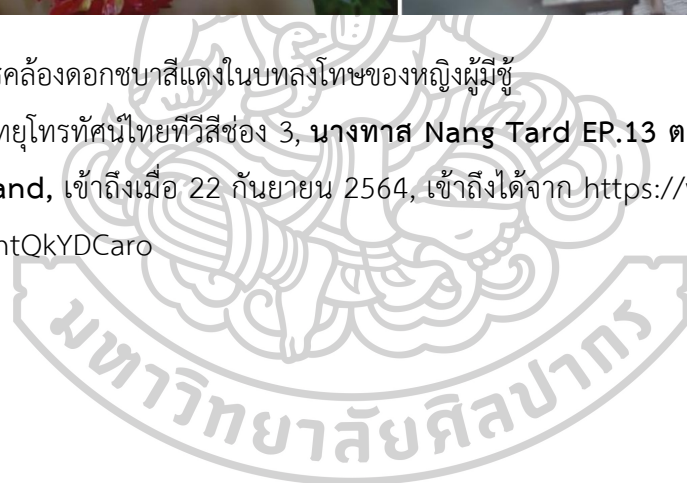 คล้องดอกชบาสีแดงในบทลงโทษของหญิงผู้มีชู้
ทยุโทรทัศน์ไทยทีวีสีช่อง 3, นางทาส Nang Tard EP.13 ต
and, เข้าถึงเมื่อ 22 กันยายน 2564, เข้าถึงได้จาก https://
ntQkYDCaro
มหาวิทยาลัยศิลปากร